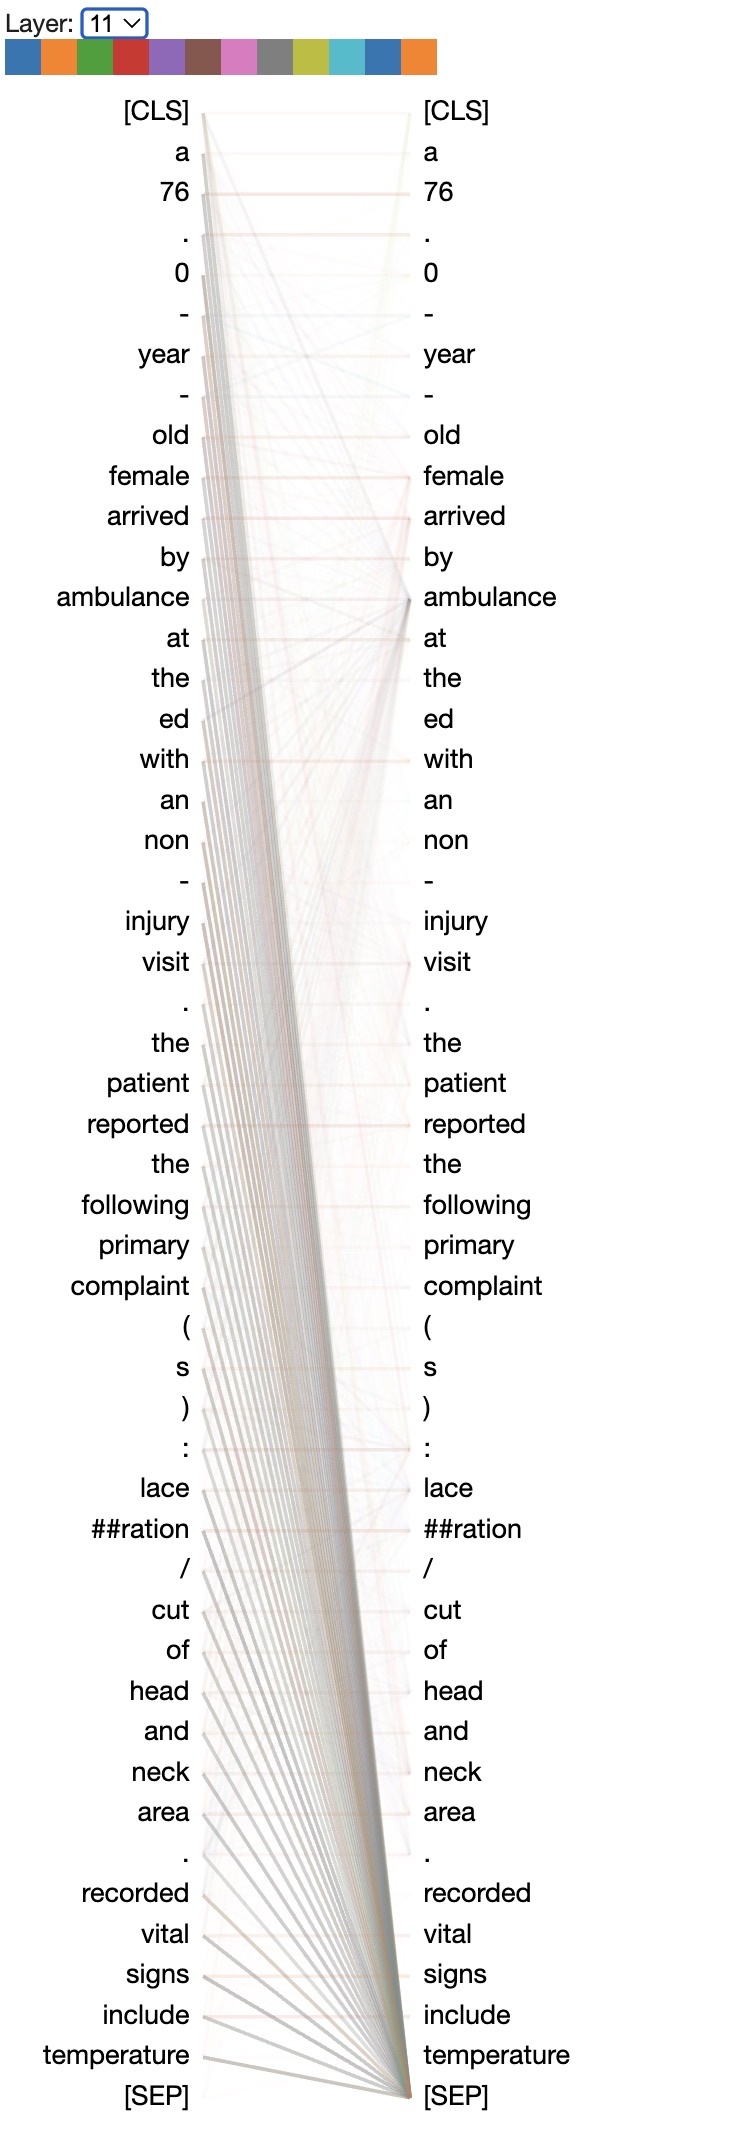 Layer: 11
[CLS] [CLS]
a a
76 76
. .
0 0
- -
year year
- -
old old
female female
arrived arrived
by by
ambulance ambulance
at at
the the
ed ed
with with
an an
non non
- -
injury injury
visit visit
. .
the the
patient patient
reported reported
the the
following following
primary primary
complaint complaint
( (
s s
) )
: :
lace lace
##ration ##ration
/ /
cut cut
of of
head head
and and
neck neck
area area
. .
recorded recorded
vital vital
signs signs
include include
temperature temperature
[SEP] [SEP]